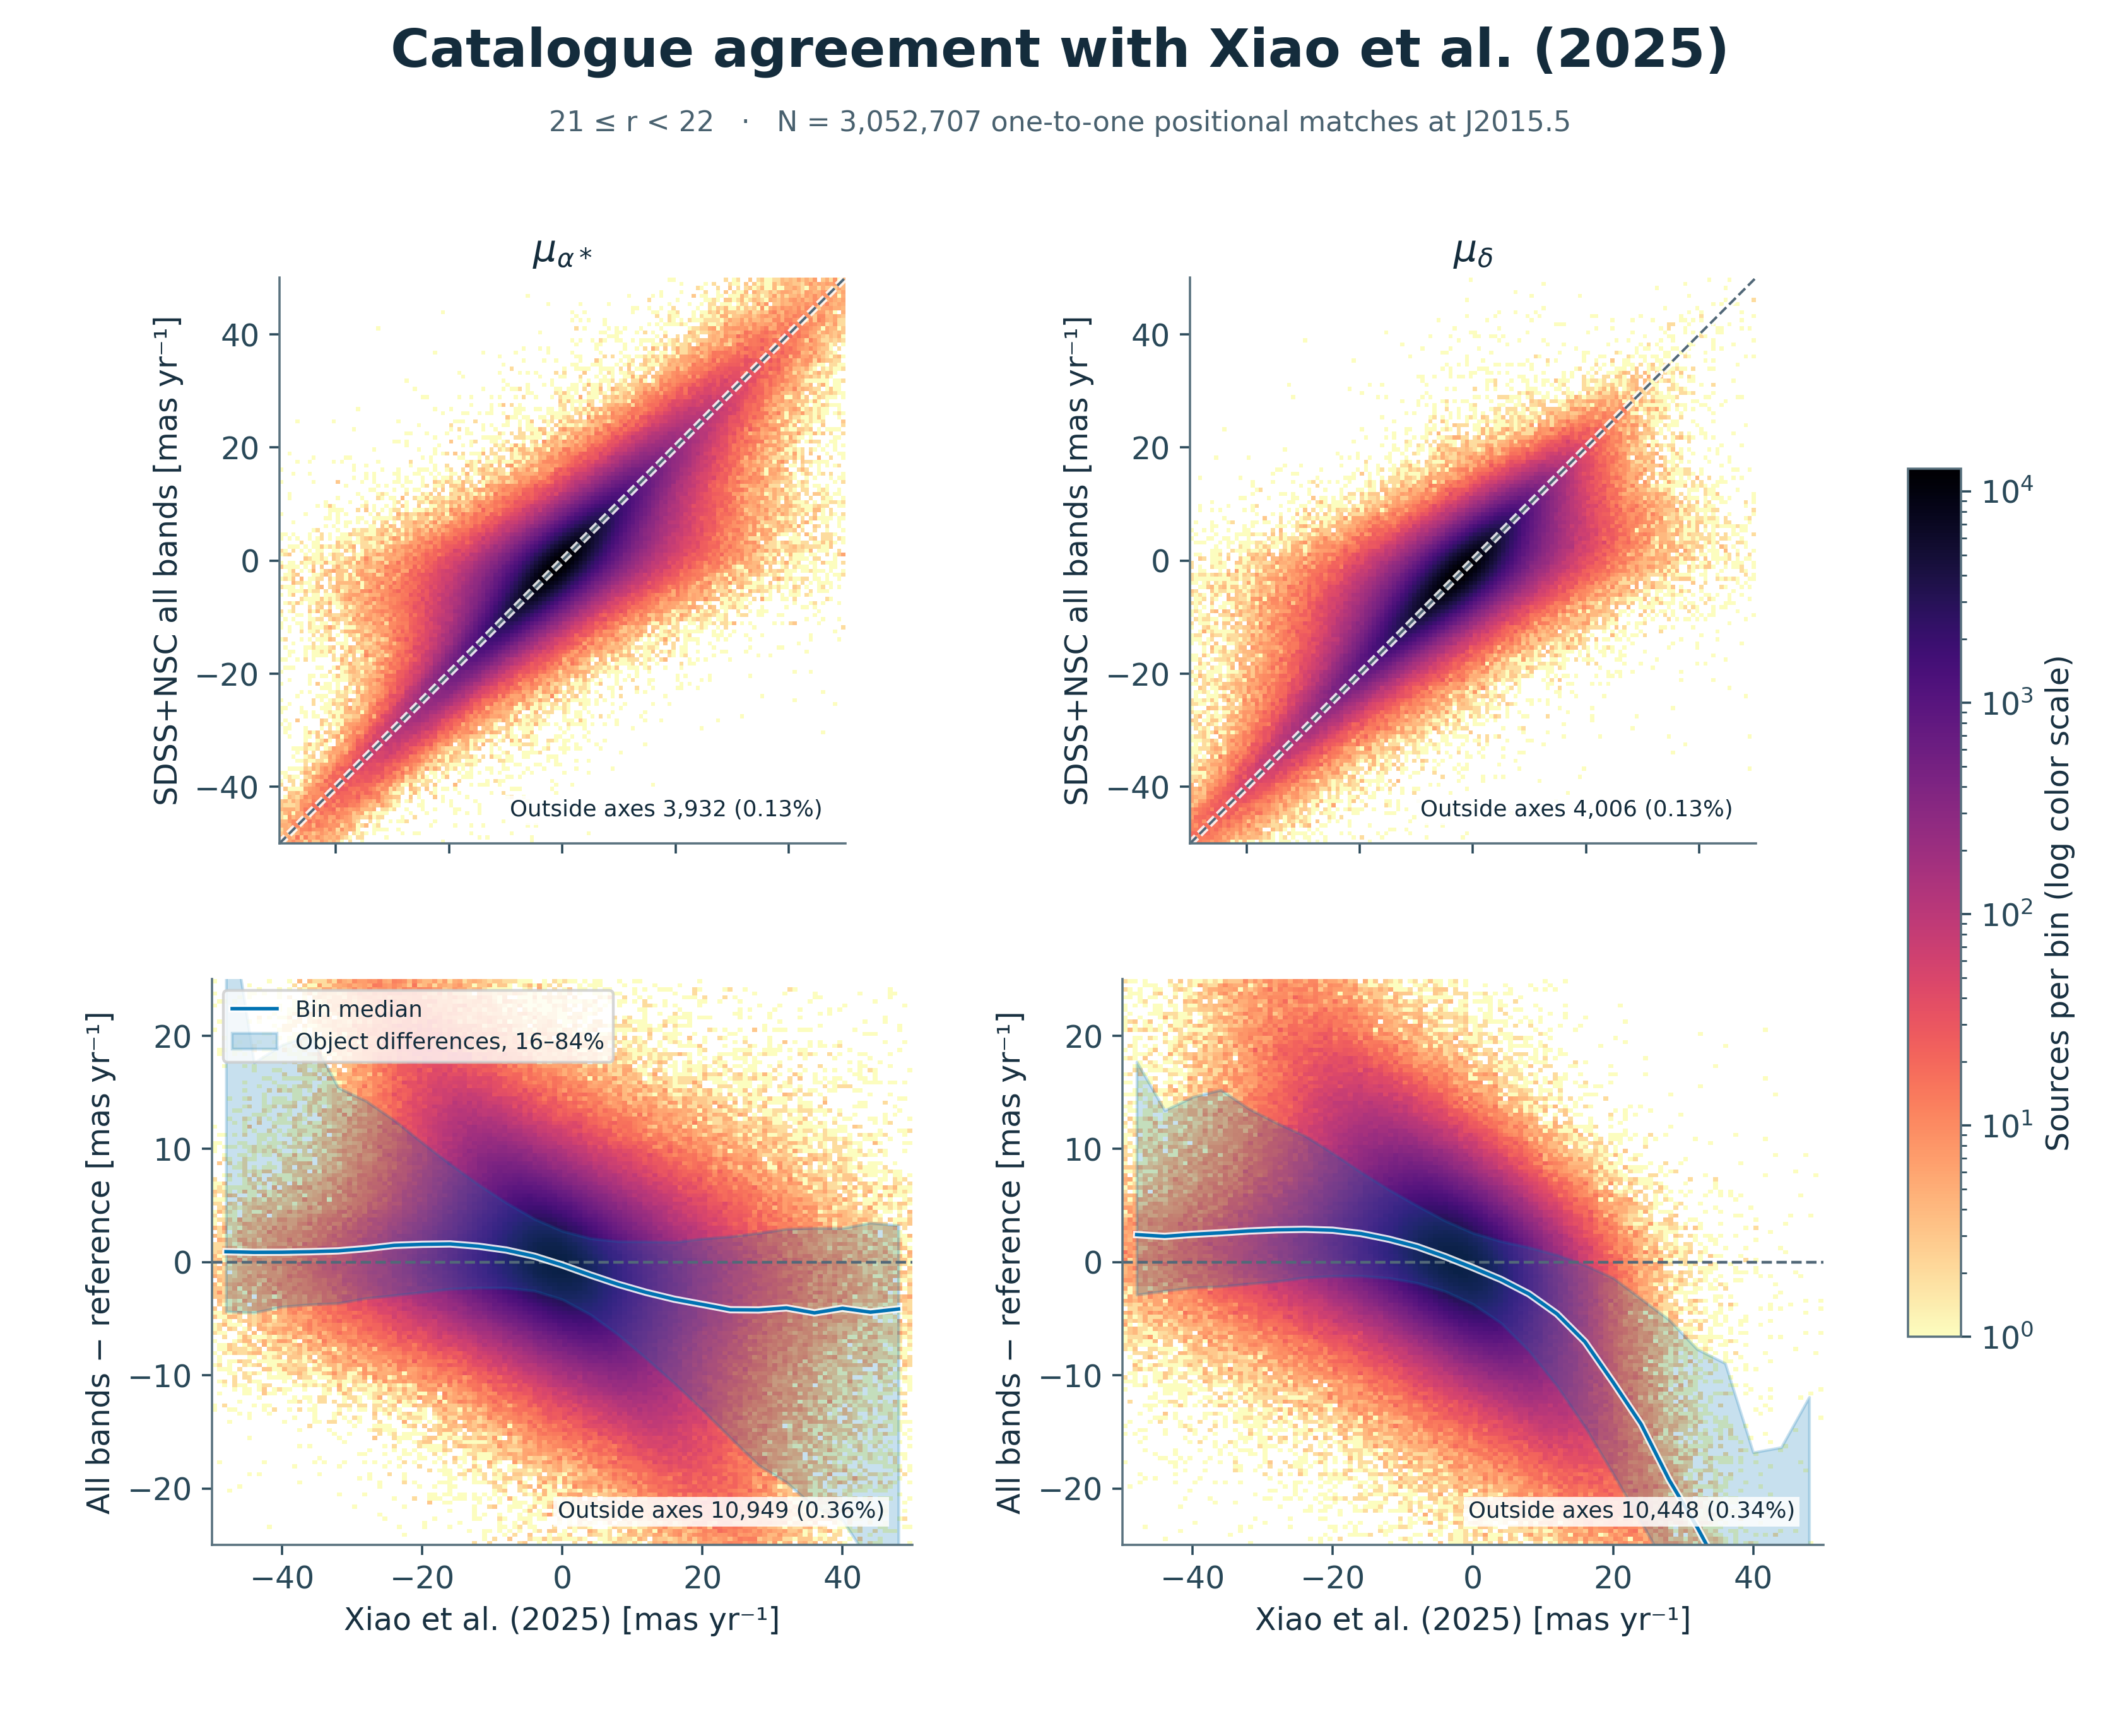 Catalogue agreement with Xiao et al. (2025)
21 ≤ r < 22 · N = 3,052,707 one-to-one positional matches at J2015.5
μα*
μδ
SDSS+NSC all bands [mas yr⁻¹]
40
20
0
−20
−40
Outside axes 3,932 (0.13%)
SDSS+NSC all bands [mas yr⁻¹]
40
20
0
−20
−40
Outside axes 4,006 (0.13%)
All bands − reference [mas yr⁻¹]
20
10
0
−10
−20
Bin median
Object differences, 16–84%
Outside axes 10,949 (0.36%)
−40 −20 0 20 40
Xiao et al. (2025) [mas yr⁻¹]
All bands − reference [mas yr⁻¹]
20
10
0
−10
−20
Outside axes 10,448 (0.34%)
−40 −20 0 20 40
Xiao et al. (2025) [mas yr⁻¹]
10⁴
10³
10²
10¹
10⁰
Sources per bin (log color scale)